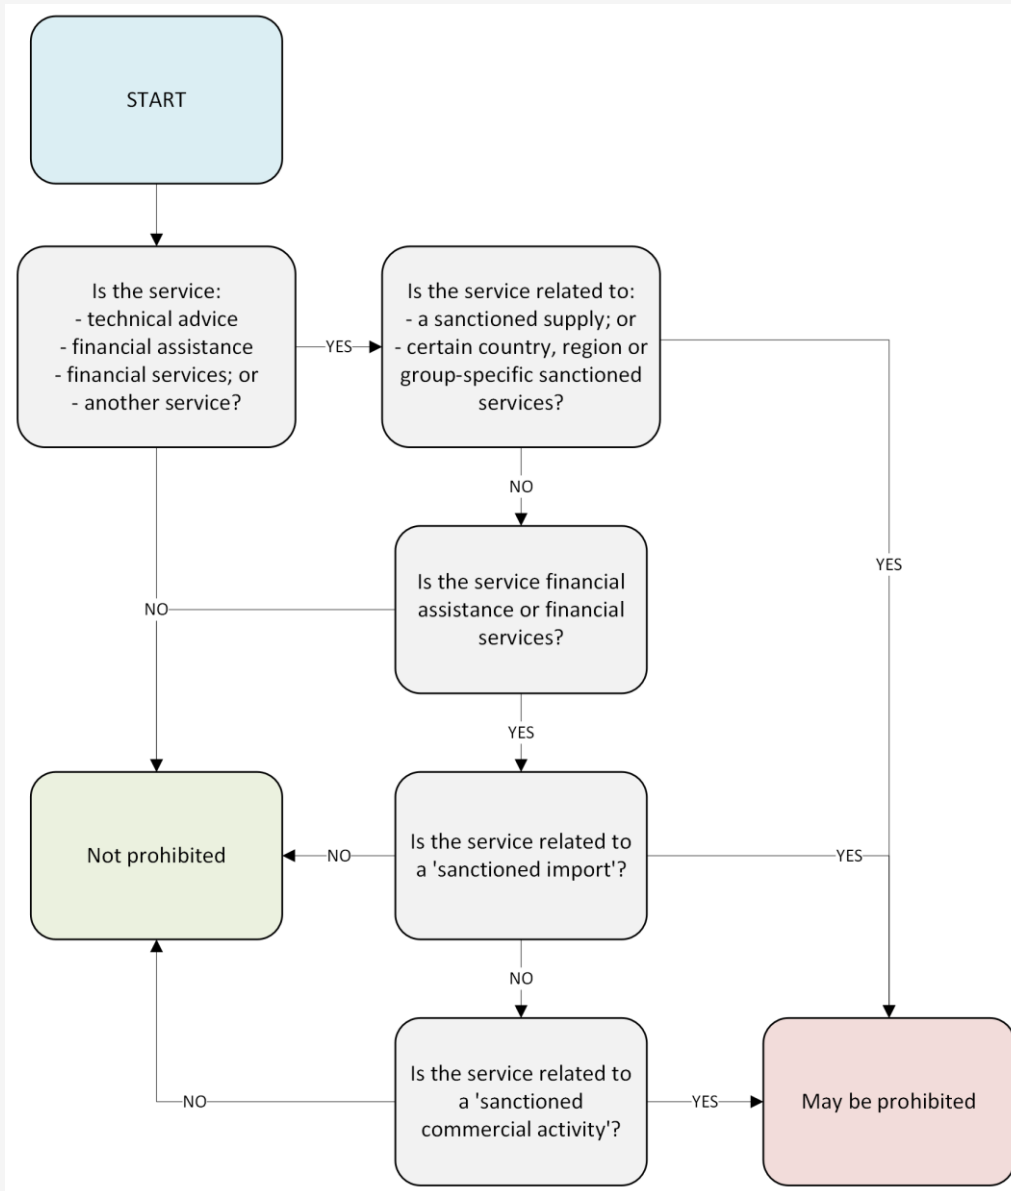 START
Is the service:
- technical advice
- financial assistance
- financial services; or
- another service?
YES
Is the service related to:
- a sanctioned supply; or
- certain country, region or
group-specific sanctioned
services?
NO
YES
Is the service financial
assistance or financial
services?
NO
YES
Not prohibited
NO
Is the service related to
a 'sanctioned import'?
YES
NO
Is the service related to
a 'sanctioned
commercial activity'?
NO
YES
May be prohibited